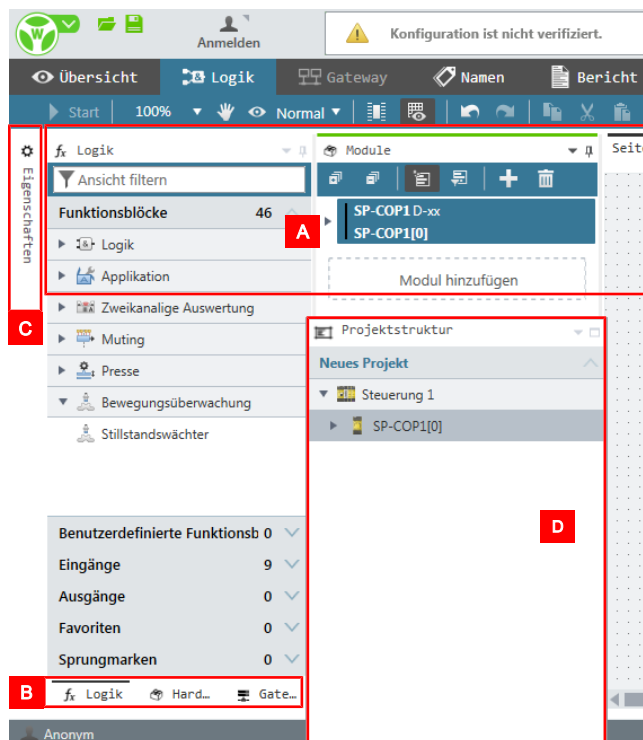 W
Anmelden
Konfiguration ist nicht verifiziert.
Übersicht
Logik
Gateway
Namen
Bericht
Start
100%
Normal
Eigenschaften
fx Logik
Module
Seit
Ansicht filtern
Funktionsblöcke 46
A
SP-COP1 D-xx
SP-COP1[0]
Logik
Applikation
Modul hinzufügen
Zweikanalige Auswertung
C
Muting
Projektstruktur
Presse
Neues Projekt
Bewegungsüberwachung
Steuerung 1
Stillstandswächter
SP-COP1[0]
D
Benutzerdefinierte Funktionsb 0
Eingänge 9
Ausgänge 0
Favoriten 0
Sprungmarken 0
B
fx Logik
Hard…
Gate…
Anonym